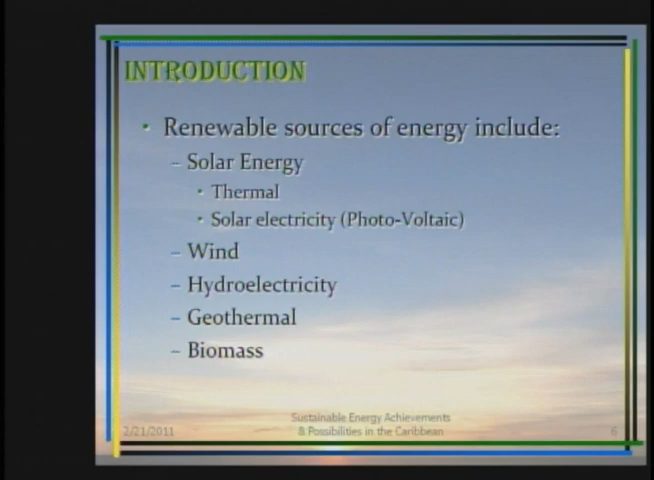 INTRODUCTION
• Renewable sources of energy include:
– Solar Energy
• Thermal
• Solar electricity (Photo-Voltaic)
– Wind
– Hydroelectricity
– Geothermal
– Biomass
2/21/2011
Sustainable Energy Achievements
& Possibilities in the Caribbean
6